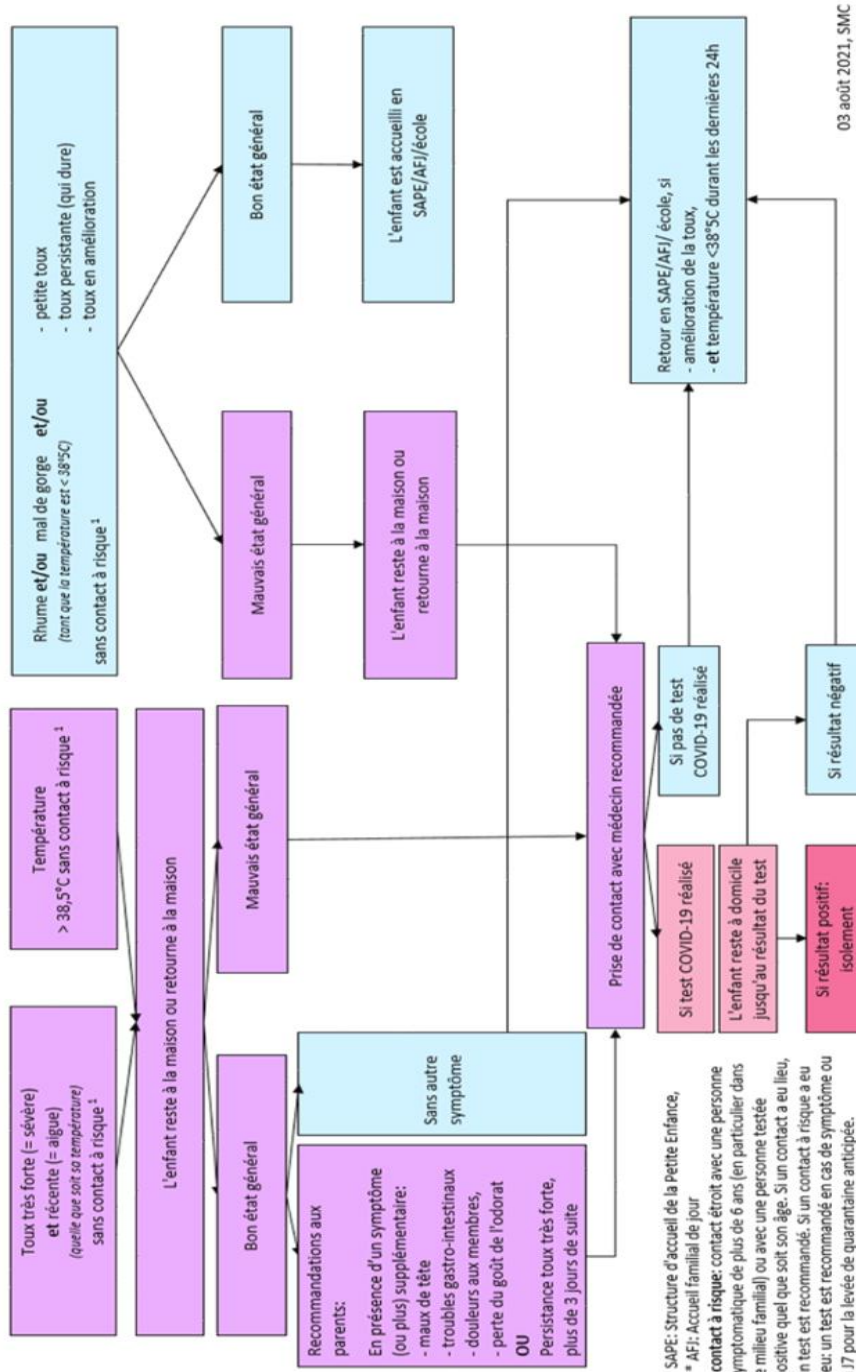 Toux très forte (= sévère)
et récente (= aigue)
(quelle que soit sa température)
sans contact à risque ¹
Température
> 38,5°C sans contact à risque ¹
Rhume et/ou mal de gorge et/ou
(tant que la température est < 38°5C)
sans contact à risque ¹
- petite toux
- toux persistante (qui dure)
- toux en amélioration
L'enfant reste à la maison ou retourne à la maison
Bon état général
Mauvais état général
Mauvais état général
Bon état général
Recommandations aux
parents:
En présence d'un symptôme
(ou plus) supplémentaire:
- maux de tête
- troubles gastro-intestinaux
- douleurs aux membres,
- perte du goût de l'odorat
OU
Persistance toux très forte,
plus de 3 jours de suite
Sans autre
symptôme
L'enfant reste à la maison ou
retourne à la maison
L'enfant est accueilli en
SAPE/AFJ/école
Prise de contact avec médecin recommandée
Si test COVID-19 réalisé
Si pas de test
COVID-19 réalisé
L'enfant reste à domicile
jusqu'au résultat du test
Si résultat positif:
isolement
Si résultat négatif
Retour en SAPE/AFJ/ école, si
- amélioration de la toux,
- et température <38°5C durant les dernières 24h
SAPE: Structure d'accueil de la Petite Enfance,
* AFJ: Accueil familial de jour
contact à risque: contact étroit avec une personne
ymptomatique de plus de 6 ans (en particulier dans
e milieu familial) ou avec une personne testée
ositive quel que soit son âge. Si un contact a eu lieu,
n test est recommandé. Si un contact à risque a eu
eu: un test est recommandé en cas de symptôme ou
J7 pour la levée de quarantaine anticipée.
03 août 2021, SMC